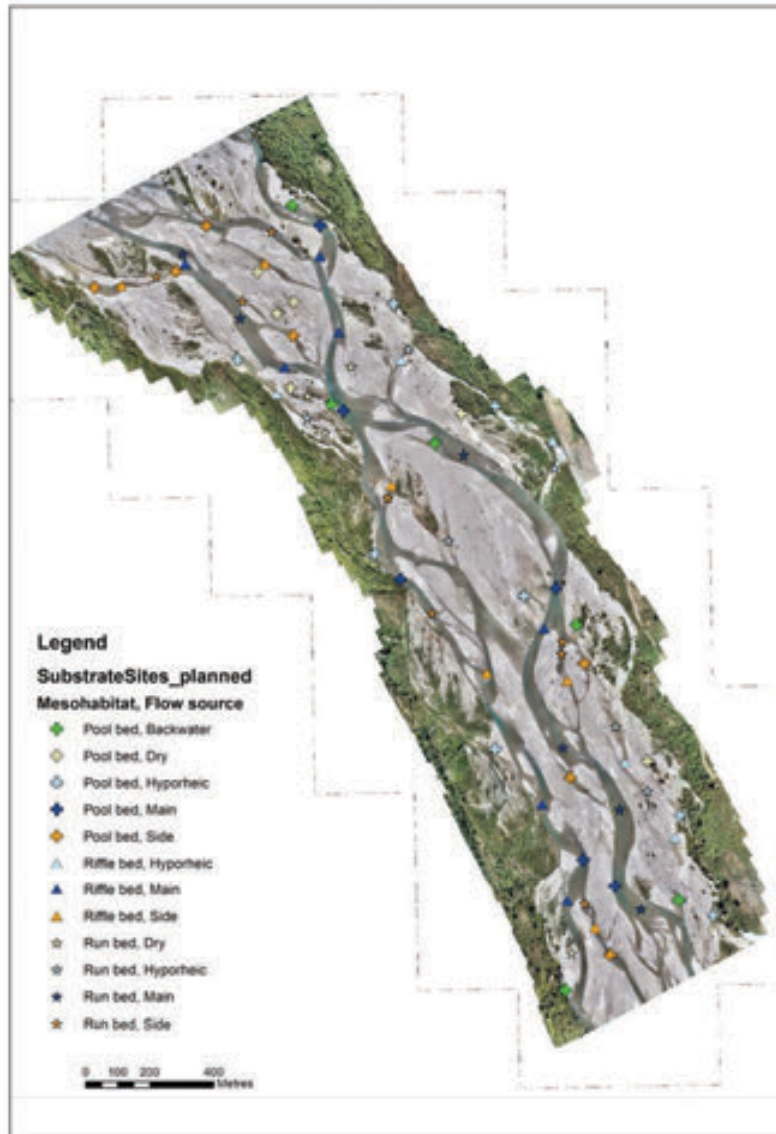 Legend
SubstrateSites_planned
Mesohabitat, Flow source
Pool bed, Backwater
Pool bed, Dry
Pool bed, Hyporheic
Pool bed, Main
Pool bed, Side
Riffle bed, Hyporheic
Riffle bed, Main
Riffle bed, Side
Run bed, Dry
Run bed, Hyporheic
Run bed, Main
Run bed, Side
0 100 200 400
Metres